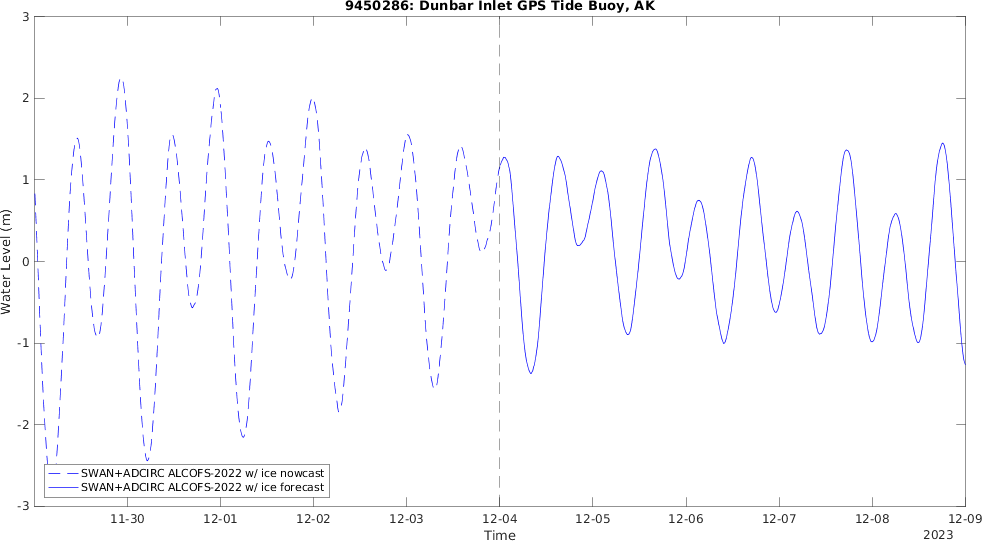 9450286: Dunbar Inlet GPS Tide Buoy, AK
3
2
1
0
-1
-2
-3
Water Level (m)
SWAN+ADCIRC ALCOFS-2022 w/ ice nowcast
SWAN+ADCIRC ALCOFS-2022 w/ ice forecast
11-30 12-01 12-02 12-03 12-04 12-05 12-06 12-07 12-08 12-09
Time
2023